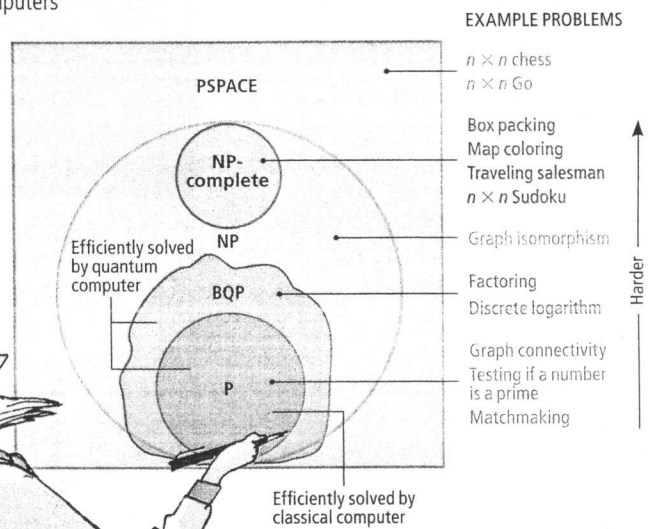 puters
EXAMPLE PROBLEMS
n × n chess
n × n Go
PSPACE
Box packing
Map coloring
Traveling salesman
n × n Sudoku
NP-
complete
NP
Graph isomorphism
Efficiently solved
by quantum
computer
BQP
Factoring
Discrete logarithm
Harder
Graph connectivity
Testing if a number
is a prime
Matchmaking
P
Efficiently solved by
classical computer